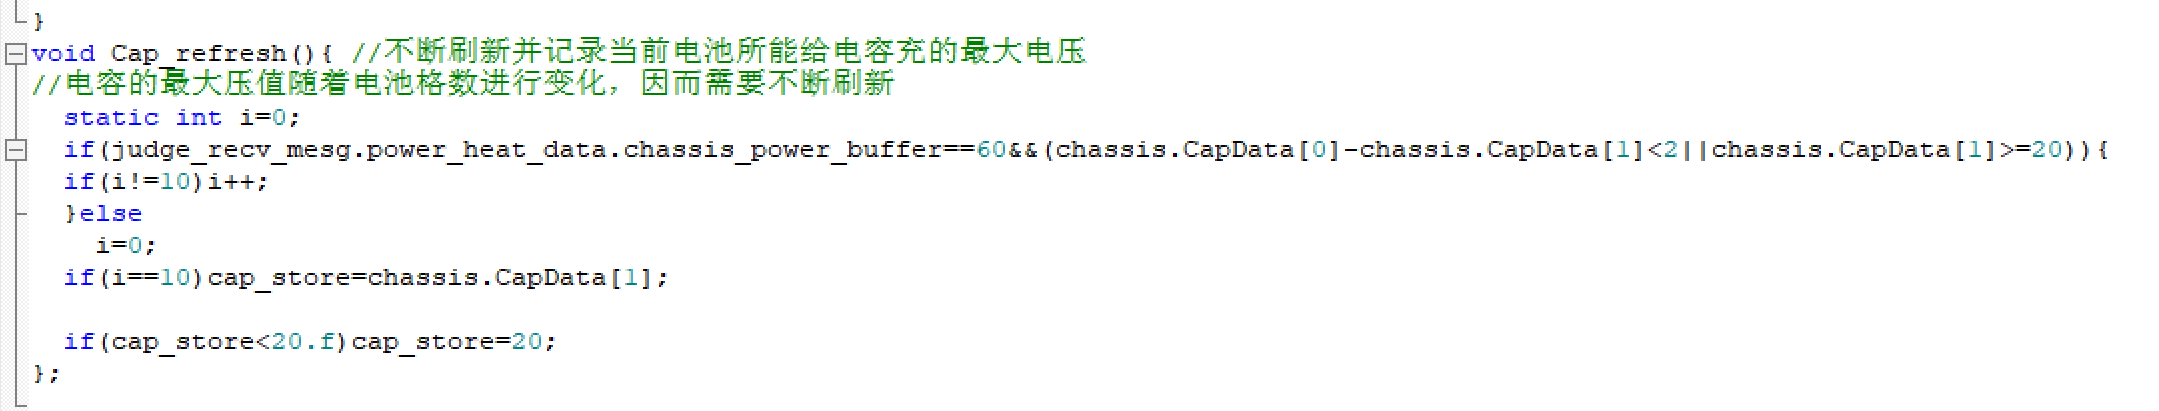 }
void Cap_refresh(){ //不断刷新并记录当前电池所能给电容充的最大电压
//电容的最大压值随着电池格数进行变化，因而需要不断刷新
  static int i=0;
  if(judge_recv_mesg.power_heat_data.chassis_power_buffer==60&&(chassis.CapData[0]-chassis.CapData[1]<2||chassis.CapData[1]>=20)){
  if(i!=10)i++;
  }else
    i=0;
  if(i==10)cap_store=chassis.CapData[1];
  if(cap_store<20.f)cap_store=20;
};